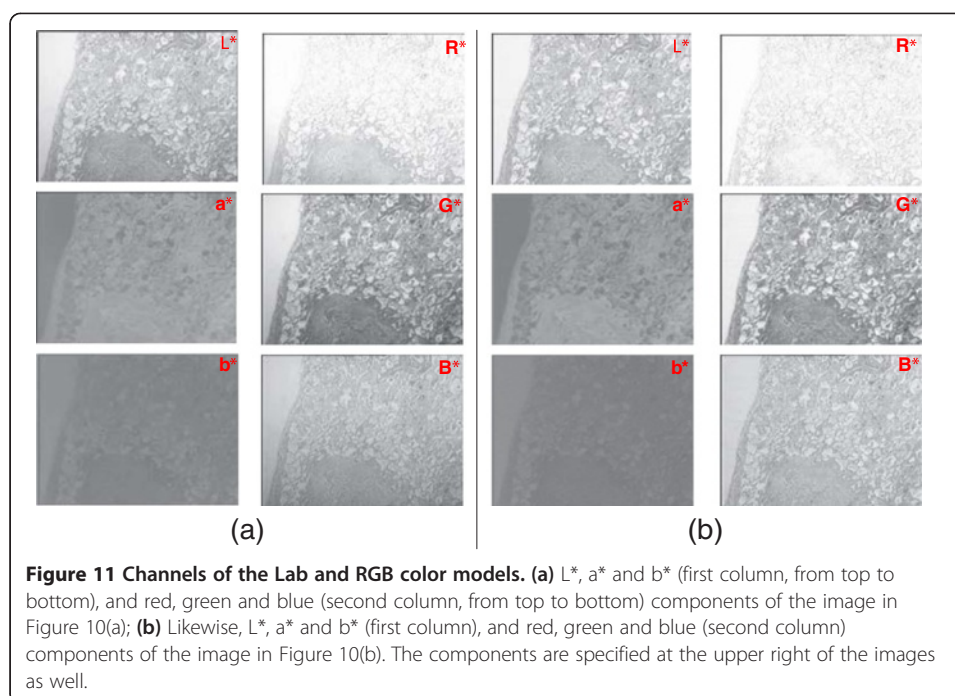 L* R* L* R*
a* G* a* G*
b* B* b* B*
(a) (b)
Figure 11 Channels of the Lab and RGB color models. (a) L*, a* and b* (first column, from top to
bottom), and red, green and blue (second column, from top to bottom) components of the image in
Figure 10(a); (b) Likewise, L*, a* and b* (first column), and red, green and blue (second column)
components of the image in Figure 10(b). The components are specified at the upper right of the images
as well.